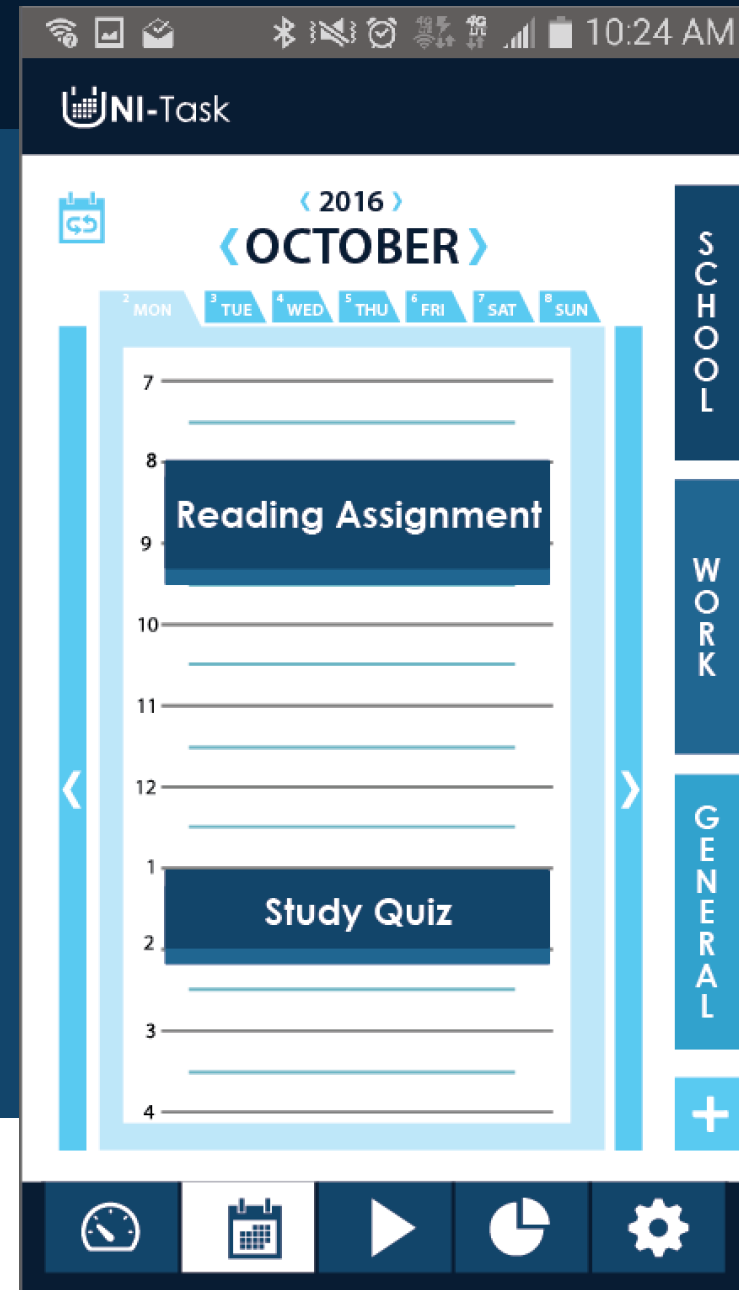 10:24 AM
UNI-Task
2016
OCTOBER
2 MON 3 TUE 4 WED 5 THU 6 FRI 7 SAT 8 SUN
7
8
Reading Assignment
9
10
11
12
1
Study Quiz
2
3
4
SCHOOL
WORK
GENERAL
+